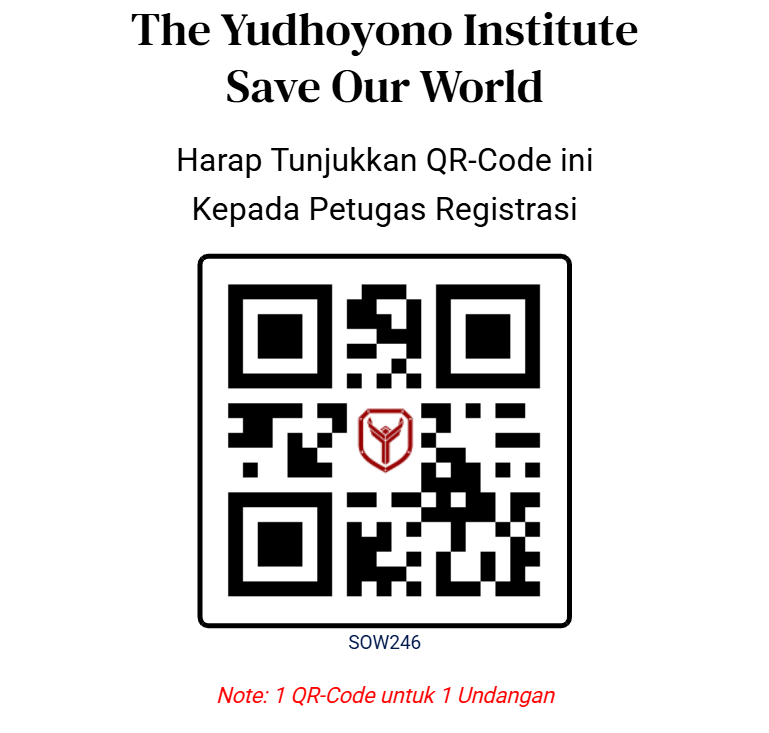 The Yudhoyono Institute
Save Our World
Harap Tunjukkan QR-Code ini
Kepada Petugas Registrasi
SOW246
Note: 1 QR-Code untuk 1 Undangan